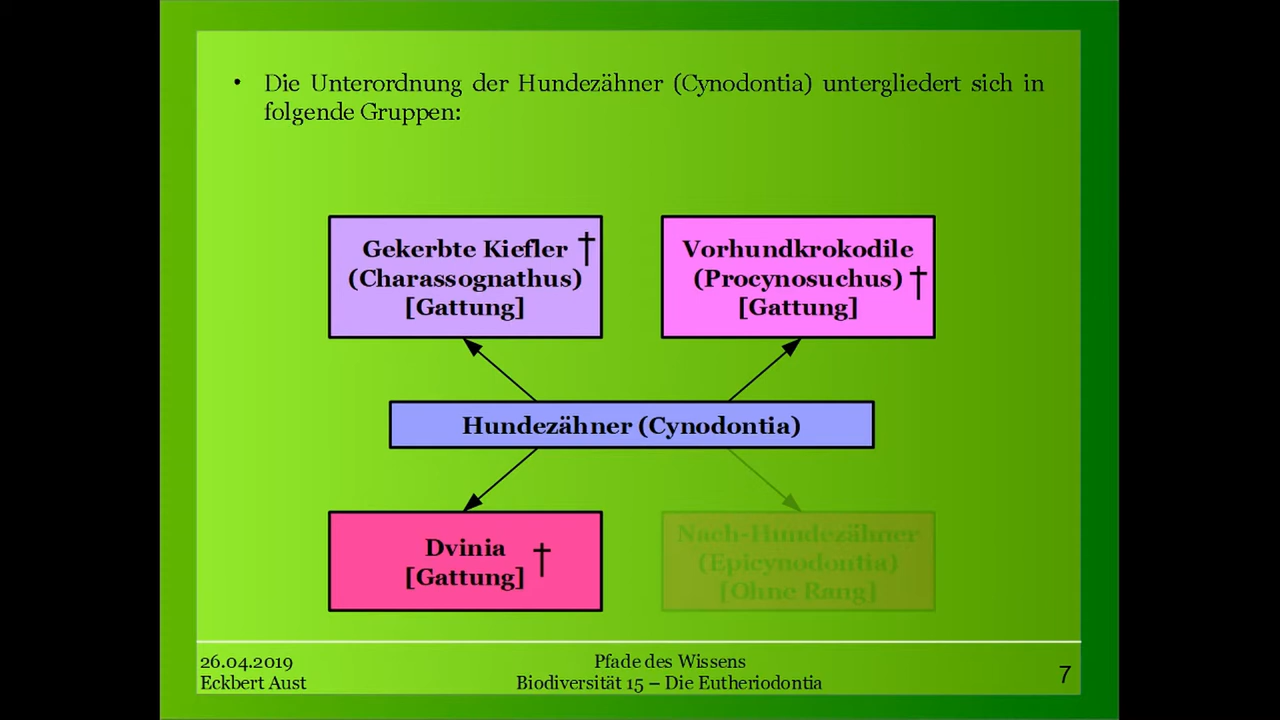 • Die Unterordnung der Hundezähner (Cynodontia) untergliedert sich in
folgende Gruppen:
Gekerbte Kiefler †
(Charassognathus)
[Gattung]
Vorhundkrokodile
(Procynosuchus) †
[Gattung]
Hundezähner (Cynodontia)
Dvinia †
[Gattung]
Nach-Hundezähner
(Epicynodontia)
[Ohne Rang]
26.04.2019
Eckbert Aust
Pfade des Wissens
Biodiversität 15 – Die Eutheriodontia
7